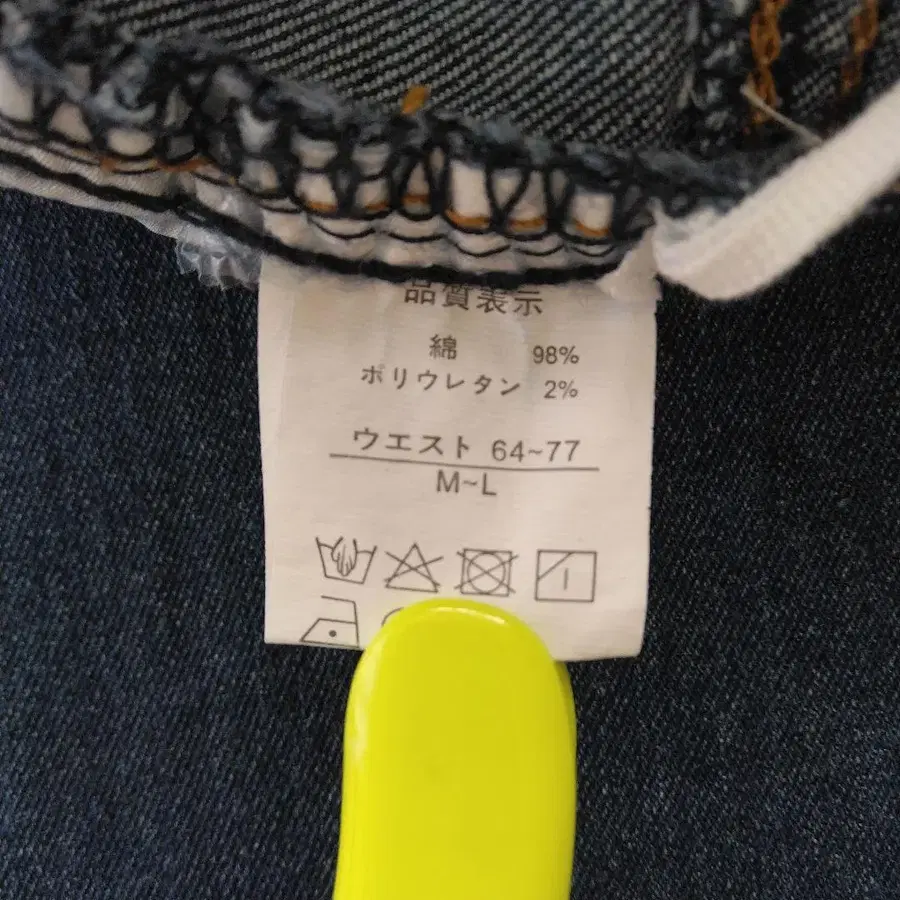 品質表示
綿 98%
ポリウレタン 2%
ウエスト 64~77
M~L